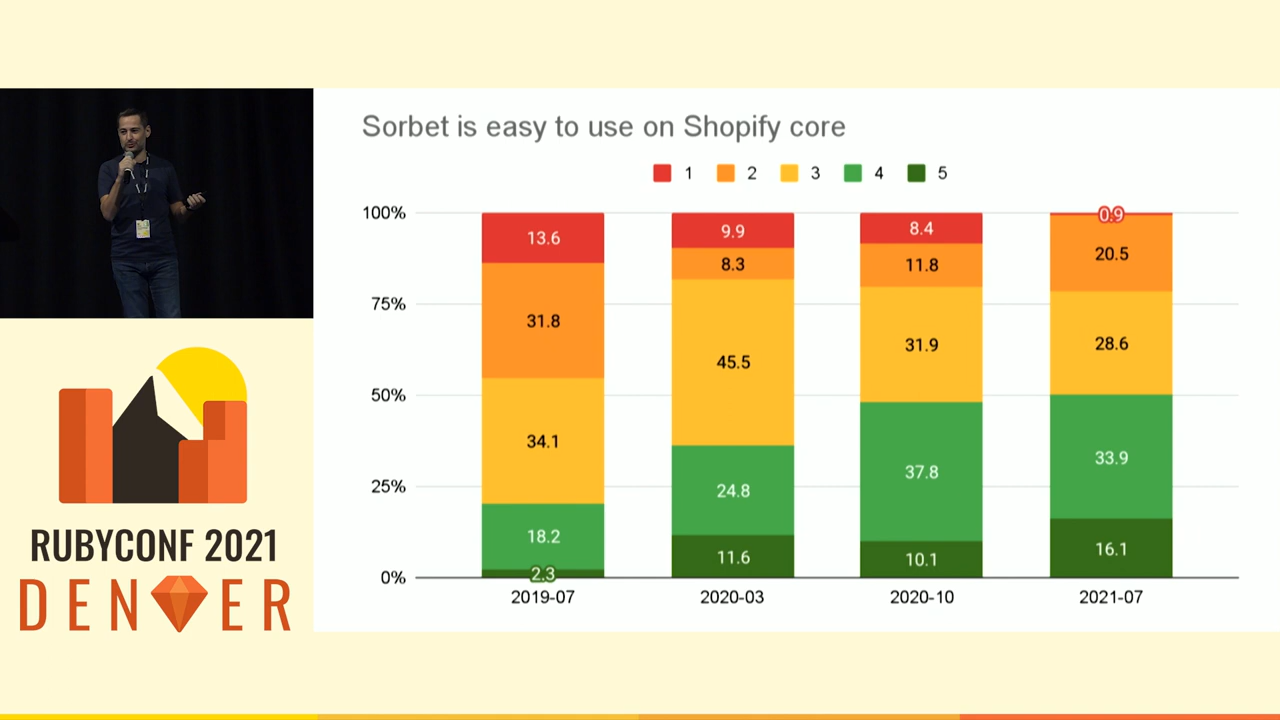 Sorbet is easy to use on Shopify core
1 2 3 4 5
100%
75%
50%
25%
0%
13.6 9.9 8.4 0.9
31.8 8.3 11.8 20.5
34.1 45.5 31.9 28.6
18.2 24.8 37.8 33.9
2.3 11.6 10.1 16.1
2019-07 2020-03 2020-10 2021-07
RUBYCONF 2021
DENVER